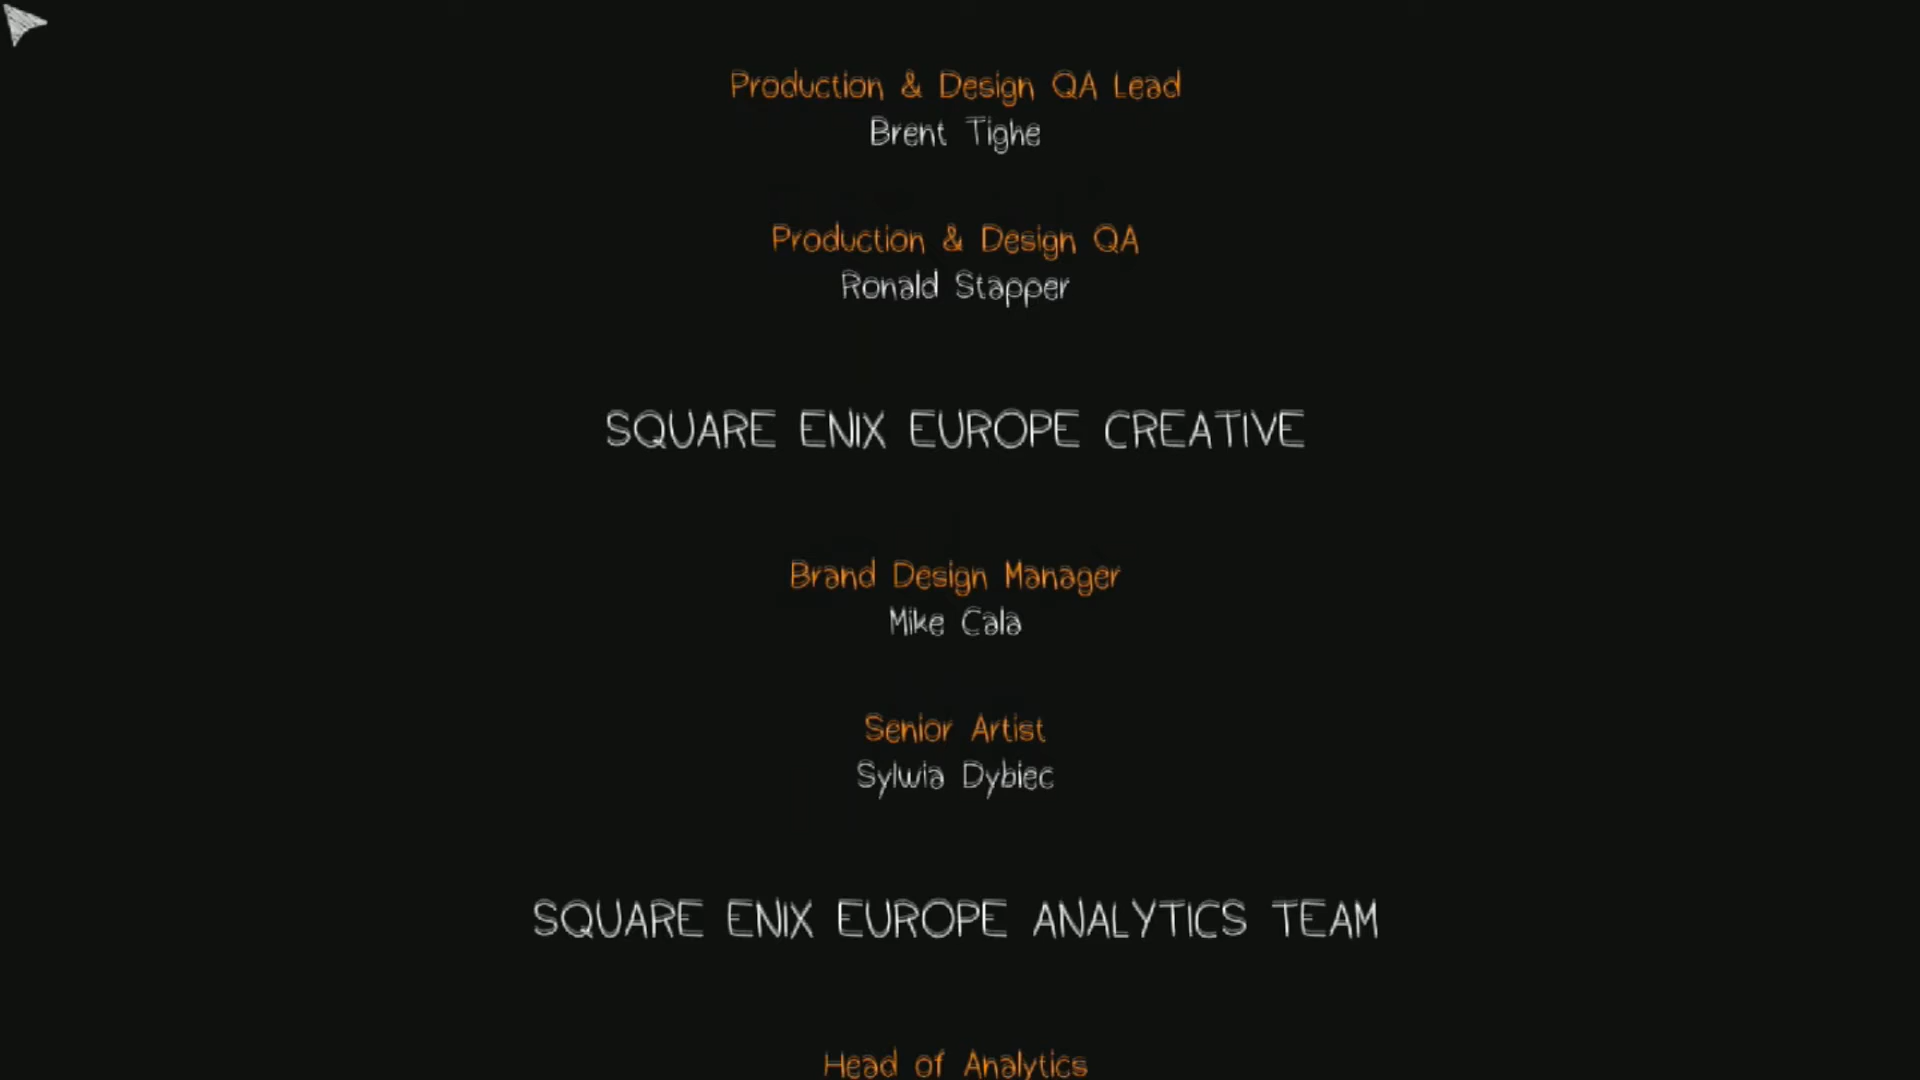 Production & Design QA Lead
Brent Tighe
Production & Design QA
Ronald Stapper
SQUARE ENIX EUROPE CREATIVE
Brand Design Manager
Mike Cala
Senior Artist
Sylwia Dybiec
SQUARE ENIX EUROPE ANALYTICS TEAM
Head of Analytics